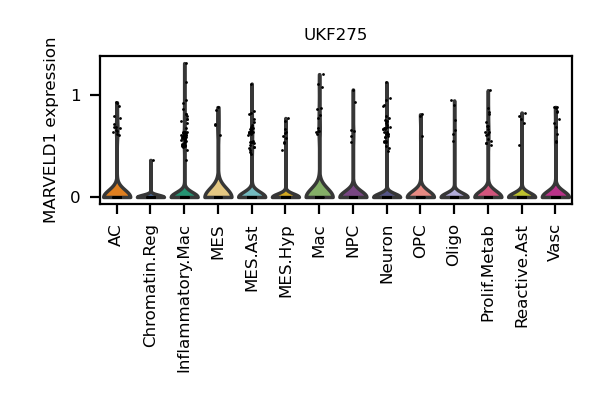 UKF275
MARVELD1 expression
1
0
AC
Chromatin.Reg
Inflammatory.Mac
MES
MES.Ast
MES.Hyp
Mac
NPC
Neuron
OPC
Oligo
Prolif.Metab
Reactive.Ast
Vasc